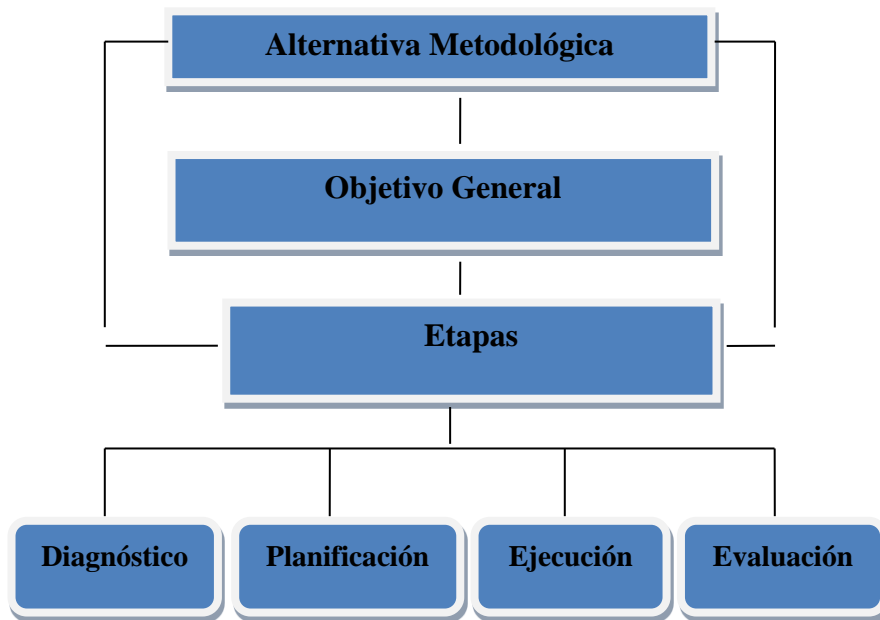 Alternativa Metodológica
Objetivo General
Etapas
Diagnóstico
Planificación
Ejecución
Evaluación